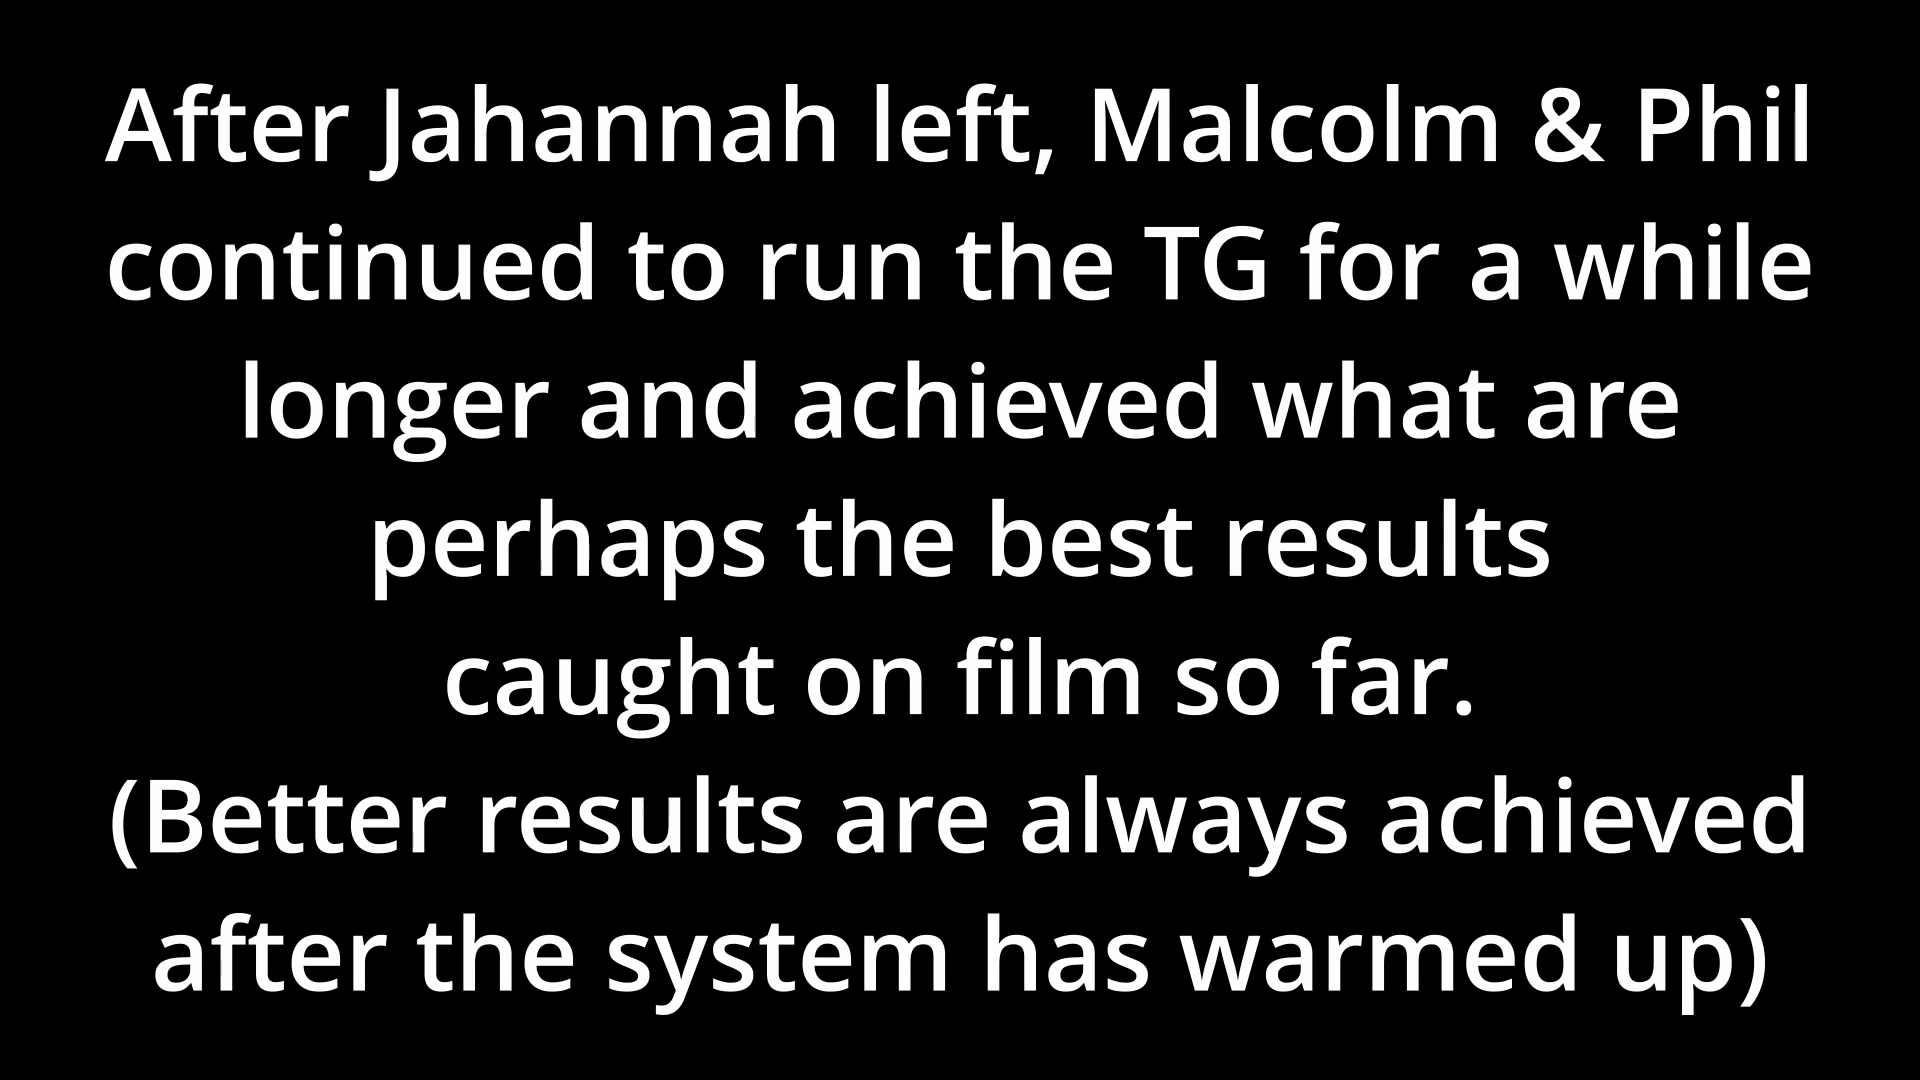 After Jahannah left, Malcolm & Phil
continued to run the TG for a while
longer and achieved what are
perhaps the best results
caught on film so far.
(Better results are always achieved
after the system has warmed up)